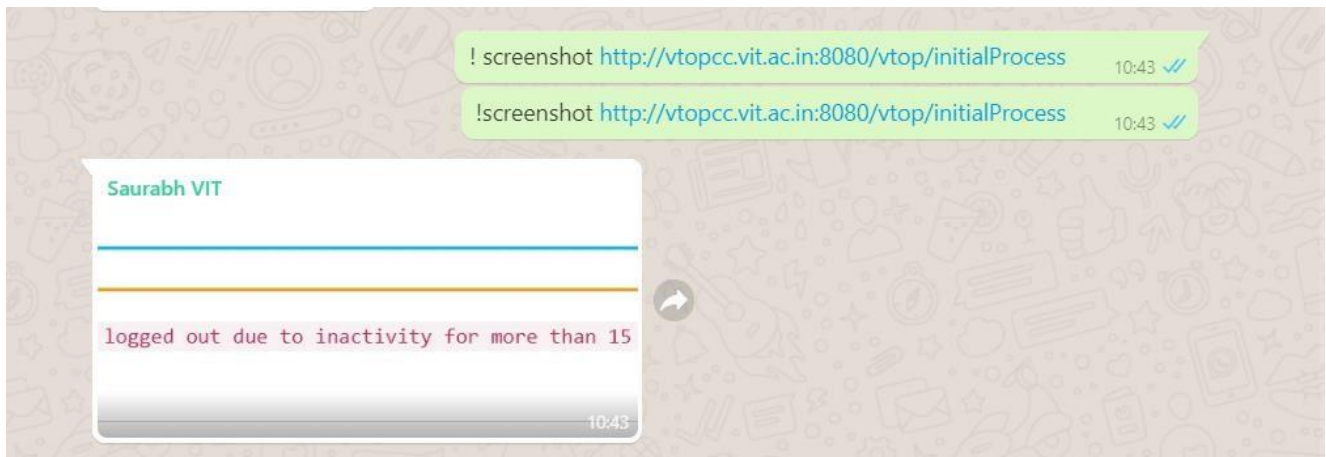 ! screenshot http://vtopcc.vit.ac.in:8080/vtop/initialProcess
10:43
!screenshot http://vtopcc.vit.ac.in:8080/vtop/initialProcess
10:43
Saurabh VIT
logged out due to inactivity for more than 15
10:43